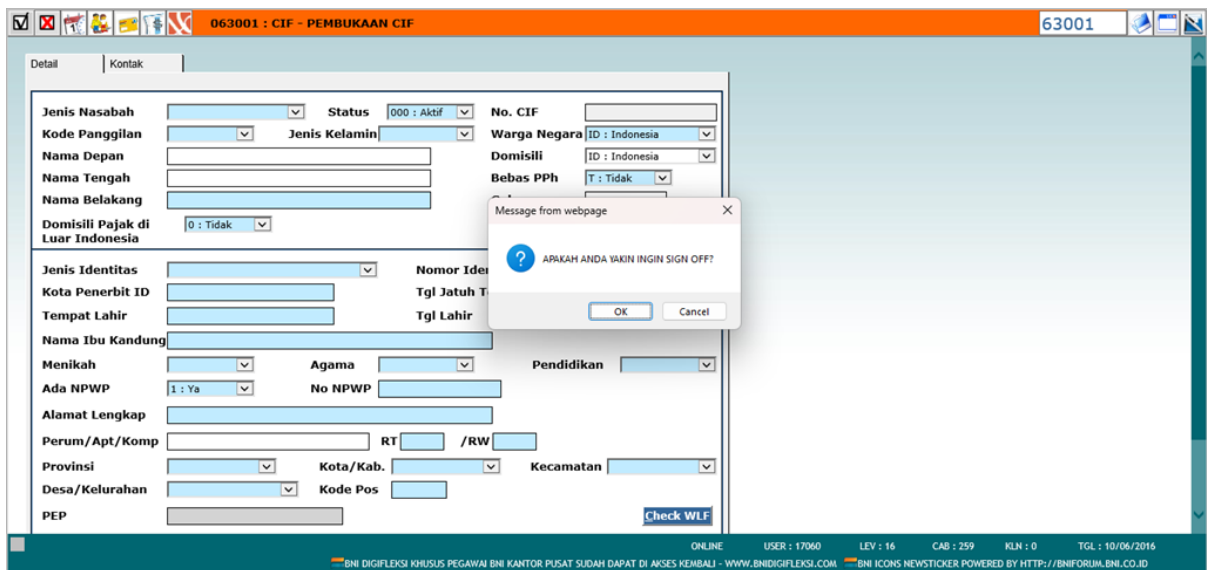 063001 : CIF - PEMBUKAAN CIF 63001
Detail Kontak
Jenis Nasabah Status 000 : Aktif No. CIF
Kode Panggilan Jenis Kelamin Warga Negara ID : Indonesia
Nama Depan Domisili ID : Indonesia
Nama Tengah Bebas PPh T : Tidak
Nama Belakang
Message from webpage
Domisili Pajak di Luar Indonesia 0 : Tidak
APAKAH ANDA YAKIN INGIN SIGN OFF?
OK Cancel
Jenis Identitas Nomor Iden
Kota Penerbit ID Tgl Jatuh T
Tempat Lahir Tgl Lahir
Nama Ibu Kandung
Menikah Agama Pendidikan
Ada NPWP 1 : Ya No NPWP
Alamat Lengkap
Perum/Apt/Komp RT /RW
Provinsi Kota/Kab. Kecamatan
Desa/Kelurahan Kode Pos
PEP Check WLF
ONLINE USER : 17060 LEV : 16 CAB : 259 KLN : 0 TGL : 10/06/2016
BNI DIGIFLEKSI KHUSUS PEGAWAI BNI KANTOR PUSAT SUDAH DAPAT DI AKSES KEMBALI - WWW.BNIDIGIFLEKSI.COM BNI ICONS NEWSTICKER POWERED BY HTTP://BNIFORUM.BNI.CO.ID